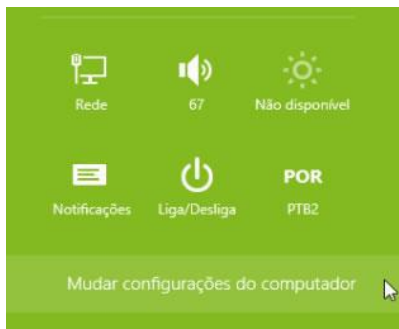 Rede 67 Não disponível
POR
Notificações Liga/Desliga PTB2
Mudar configurações do computador